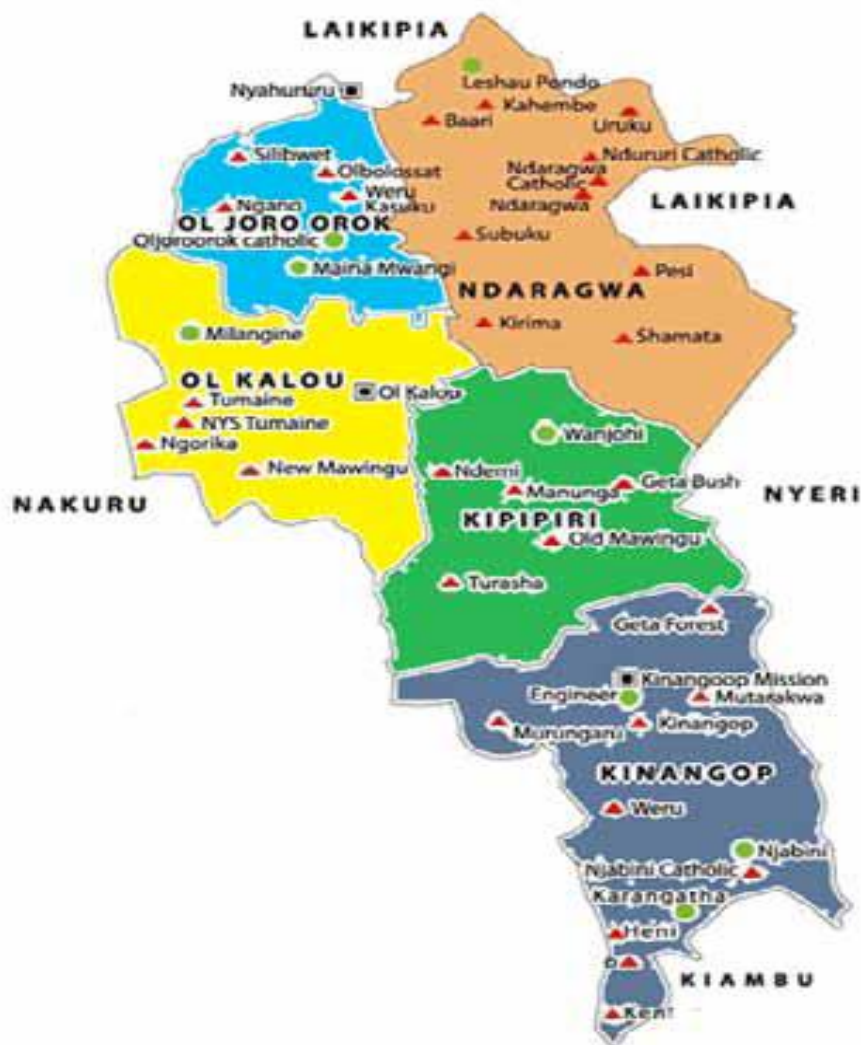 LAIKIPIA
Leshau Pondo
Nyahururu
Kahembe
Baari
Uruku
Silibwet
Ndururi Catholic
Olbolossat
Ndaragwa
Catholic
Weru
Kasuku
Ndaragwa
LAIKIPIA
Ngano
OL JORO OROK
Oljoroorok catholic
Subuku
Maina Mwangi
Pesi
NDARAGWA
Kirima
Shamata
Milangine
OL KALOU
Ol Kalou
Tumaine
NYS Tumaine
Ngorika
Wanjohi
New Mawingu
Ndemi
Geta Bush
Manunga
NAKURU
NYERI
KIPIPIRI
Old Mawingu
Turasha
Geta Forest
Kinangoop Mission
Engineer
Mutarakwa
Murungaru
Kinangop
KINANGOP
Weru
Njabini
Njabini Catholic
Karangatha
Heni
KIAMBU